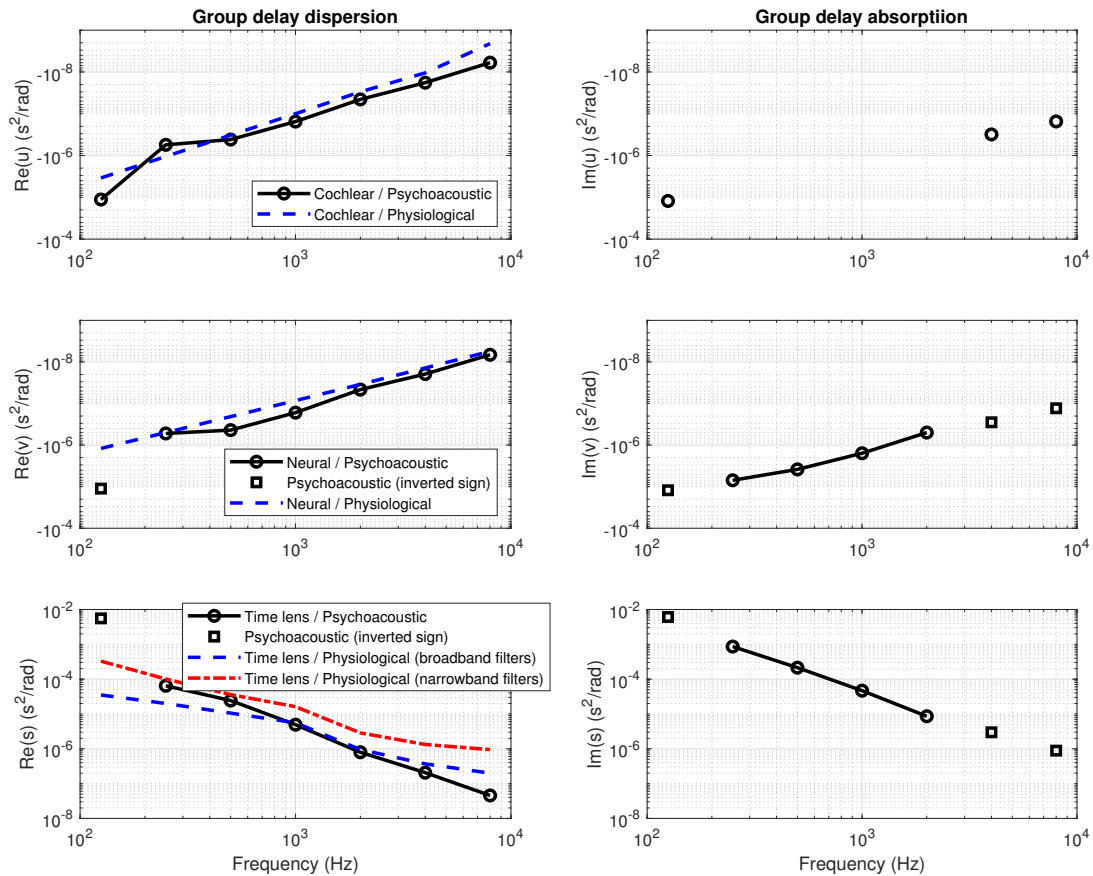 Group delay dispersion
Re(u) (s²/rad)
-10⁻⁸
-10⁻⁶
-10⁻⁴
Cochlear / Psychoacoustic
Cochlear / Physiological
10² 10³ 10⁴
Group delay absorptiion
Im(u) (s²/rad)
-10⁻⁸
-10⁻⁶
-10⁻⁴
10² 10³ 10⁴
Re(v) (s²/rad)
-10⁻⁸
-10⁻⁶
-10⁻⁴
Neural / Psychoacoustic
Psychoacoustic (inverted sign)
Neural / Physiological
10² 10³ 10⁴
Im(v) (s²/rad)
-10⁻⁸
-10⁻⁶
-10⁻⁴
10² 10³ 10⁴
Re(s) (s²/rad)
10⁻²
10⁻⁴
10⁻⁶
10⁻⁸
Time lens / Psychoacoustic
Psychoacoustic (inverted sign)
Time lens / Physiological (broadband filters)
Time lens / Physiological (narrowband filters)
10² 10³ 10⁴
Frequency (Hz)
Im(s) (s²/rad)
10⁻²
10⁻⁴
10⁻⁶
10⁻⁸
10² 10³ 10⁴
Frequency (Hz)